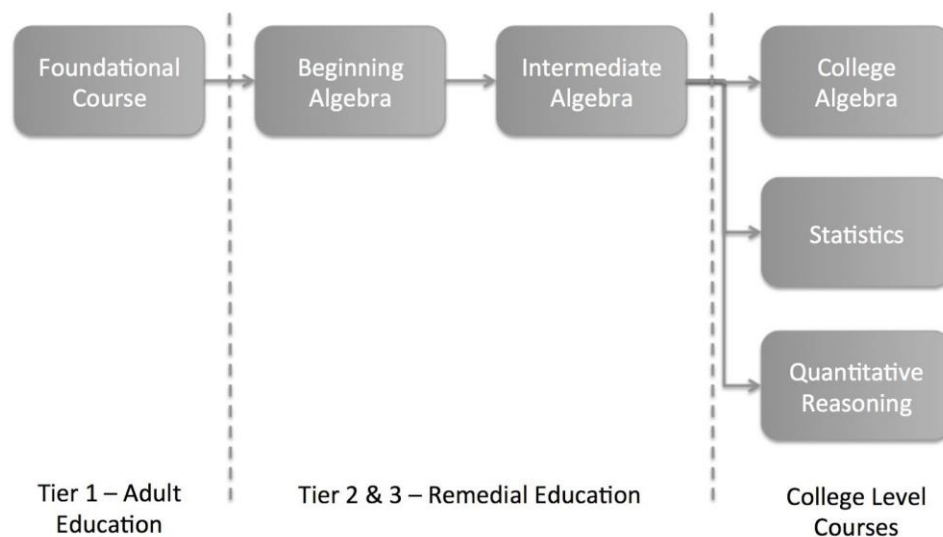 Foundational
Course
Beginning
Algebra
Intermediate
Algebra
College
Algebra
Statistics
Quantitative
Reasoning
Tier 1 – Adult
Education
Tier 2 & 3 – Remedial Education
College Level
Courses